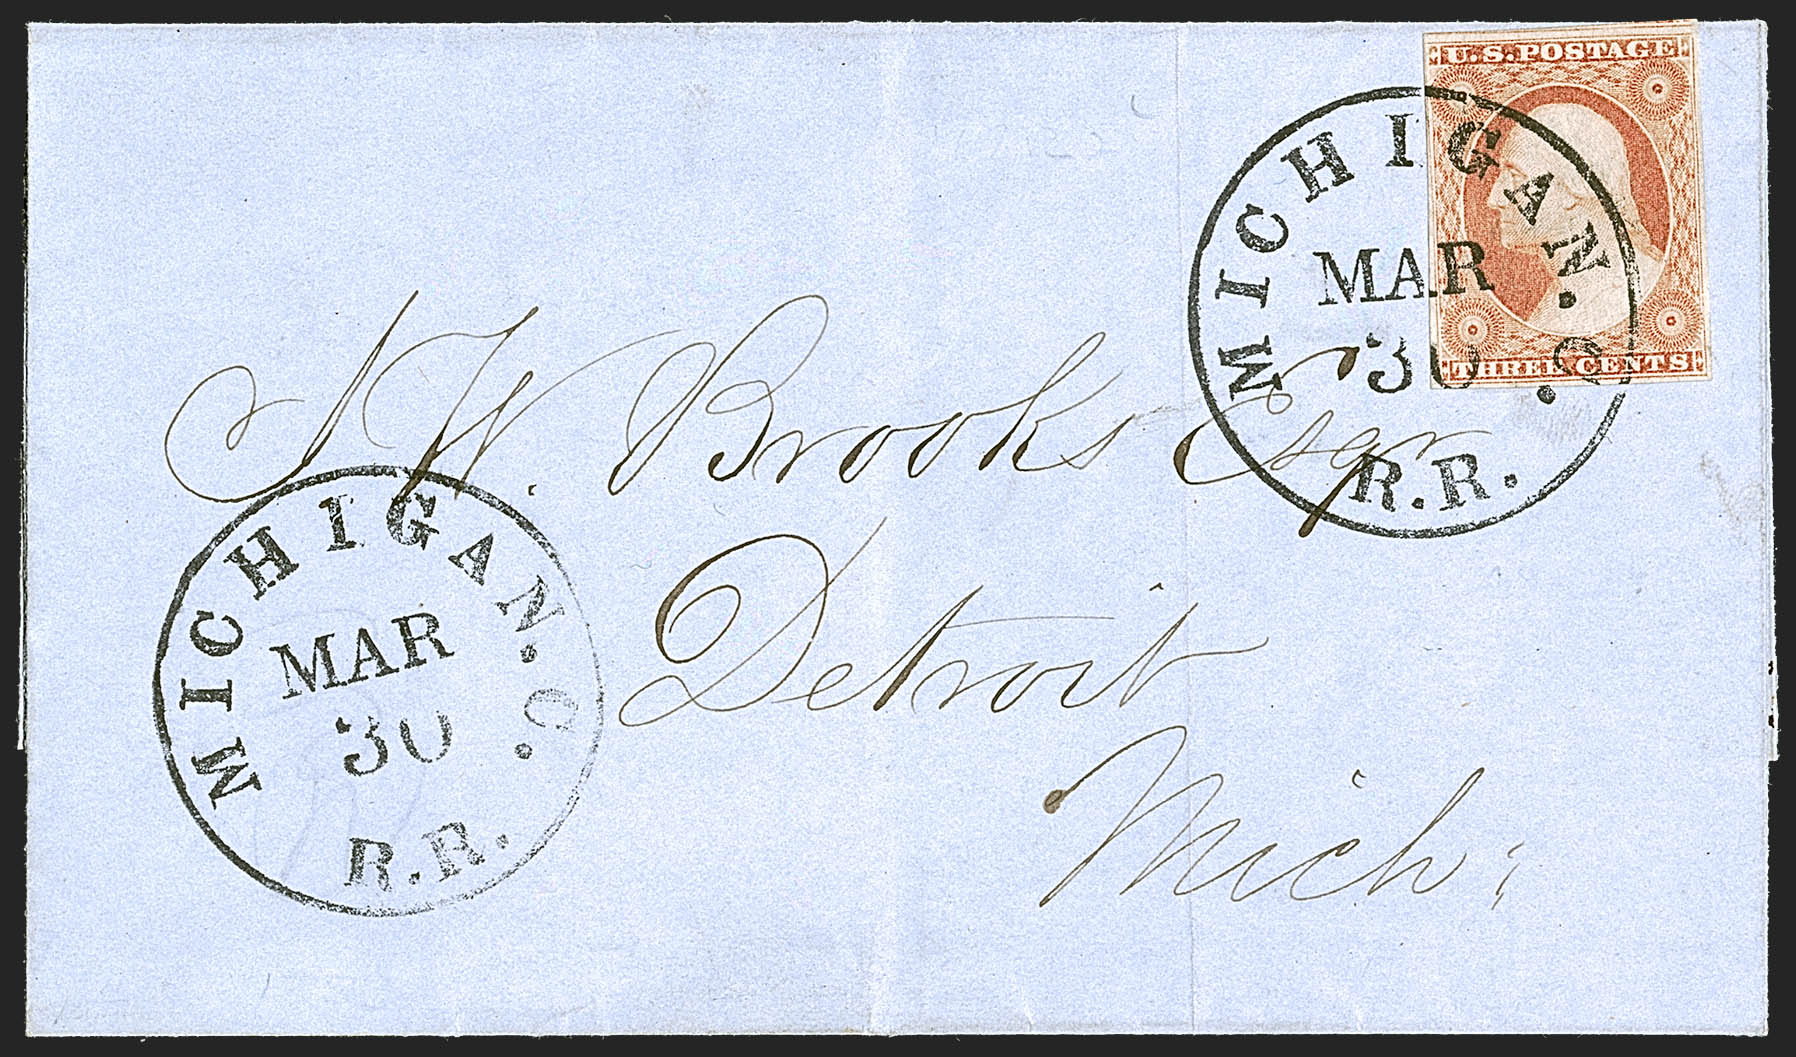 U.S. POSTAGE
THREE CENTS
MICHIGAN. C. R.R.
MAR
30
N.W. Brooks Esqr
Detroit
Mich:
MICHIGAN. C. R.R.
MAR
30